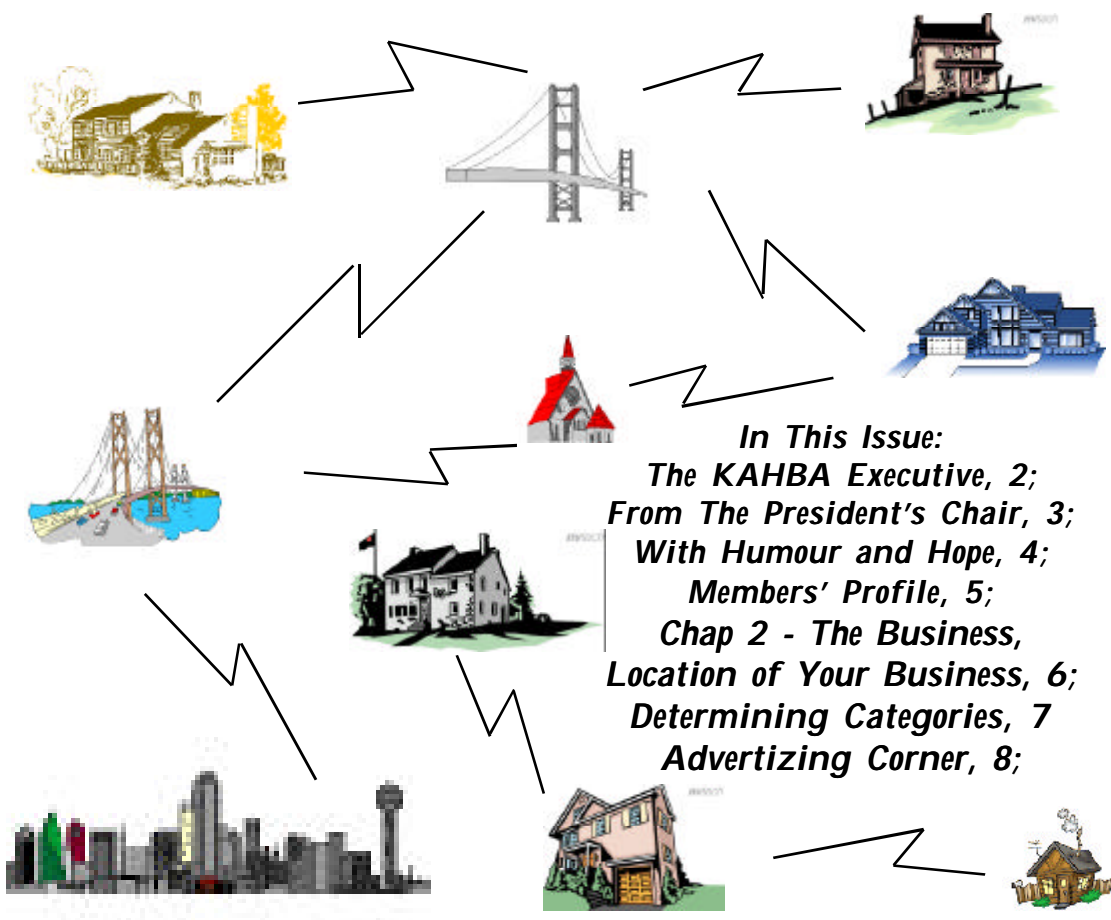 In This Issue:
The KAHBA Executive, 2;
From The President's Chair, 3;
With Humour and Hope, 4;
Members' Profile, 5;
Chap 2 - The Business,
Location of Your Business, 6;
Determining Categories, 7
Advertizing Corner, 8;